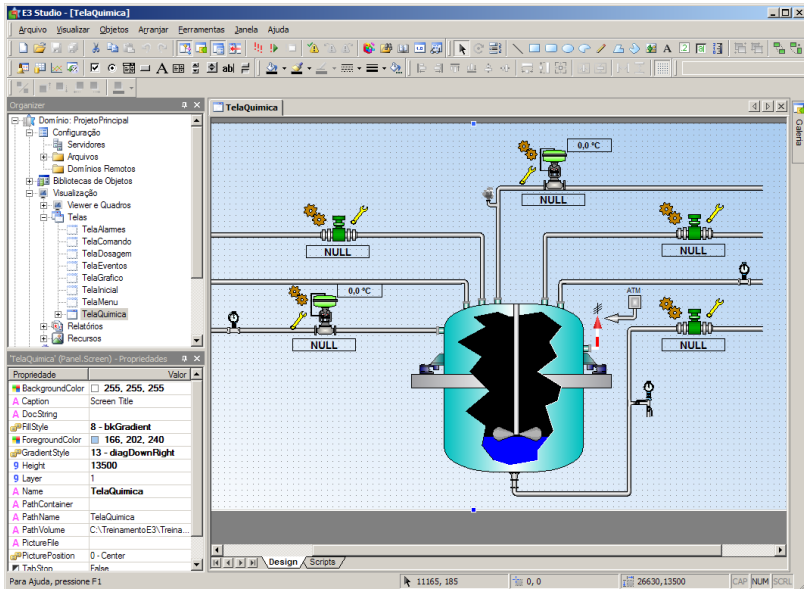 E3 Studio - [TelaQuimica]
Arquivo Visualizar Objetos Arranjar Ferramentas Janela Ajuda
Organizer
Domínio: ProjetoPrincipal
Configuração
Servidores
Arquivos
Domínios Remotos
Bibliotecas de Objetos
Visualização
Viewer e Quadros
Telas
TelaAlarmes
TelaComando
TelaDosagem
TelaEventos
TelaGrafico
TelaInicial
TelaMenu
TelaQuimica
Relatórios
Recursos
'TelaQuimica' (Panel.Screen) - Propriedades
Propriedade Valor
BackgroundColor 255, 255, 255
Caption Screen Title
DocString
FillStyle 8 - bkGradient
ForegroundColor 166, 202, 240
GradientStyle 13 - diagDownRight
Height 13500
Layer 1
Name TelaQuimica
PathContainer
PathName TelaQuimica
PathVolume C:\TreinamentoE3\Treina...
PictureFile
PicturePosition 0 - Center
TabStop False
TelaQuimica
Galeria
0,0 °C
NULL
NULL
NULL
0,0 °C
NULL
ATM
NULL
Design Scripts
Para Ajuda, pressione F1
11165, 185
0, 0
26630,13500
CAP NUM SCRL